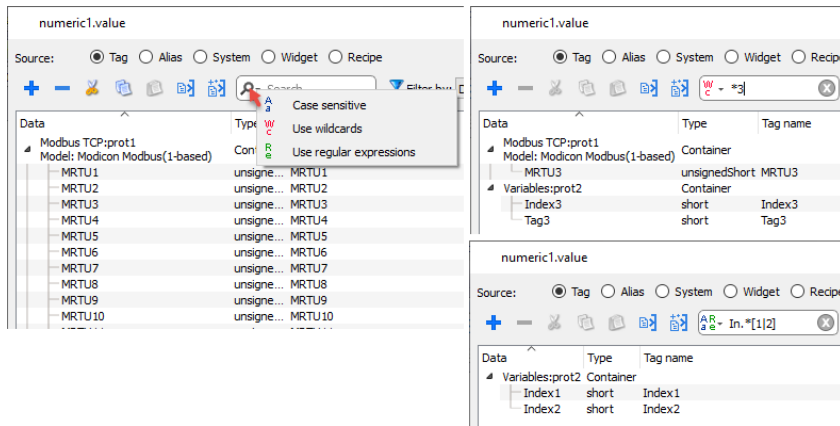 numeric1.value
Source: Tag Alias System Widget Recipe
Search... Filter by:
A a Case sensitive
W c Use wildcards
R e Use regular expressions
Data Type
Modbus TCP:prot1
Model: Modicon Modbus(1-based)
MRTU1 unsigne... MRTU1
MRTU2 unsigne... MRTU2
MRTU3 unsigne... MRTU3
MRTU4 unsigne... MRTU4
MRTU5 unsigne... MRTU5
MRTU6 unsigne... MRTU6
MRTU7 unsigne... MRTU7
MRTU8 unsigne... MRTU8
MRTU9 unsigne... MRTU9
MRTU10 unsigne... MRTU10
numeric1.value
Source: Tag Alias System Widget Recipe
W c *3
Data Type Tag name
Modbus TCP:prot1
Model: Modicon Modbus(1-based) Container
MRTU3 unsignedShort MRTU3
Variables:prot2 Container
Index3 short Index3
Tag3 short Tag3
numeric1.value
Source: Tag Alias System Widget Recipe
A a R e In.*[1|2]
Data Type Tag name
Variables:prot2 Container
Index1 short Index1
Index2 short Index2